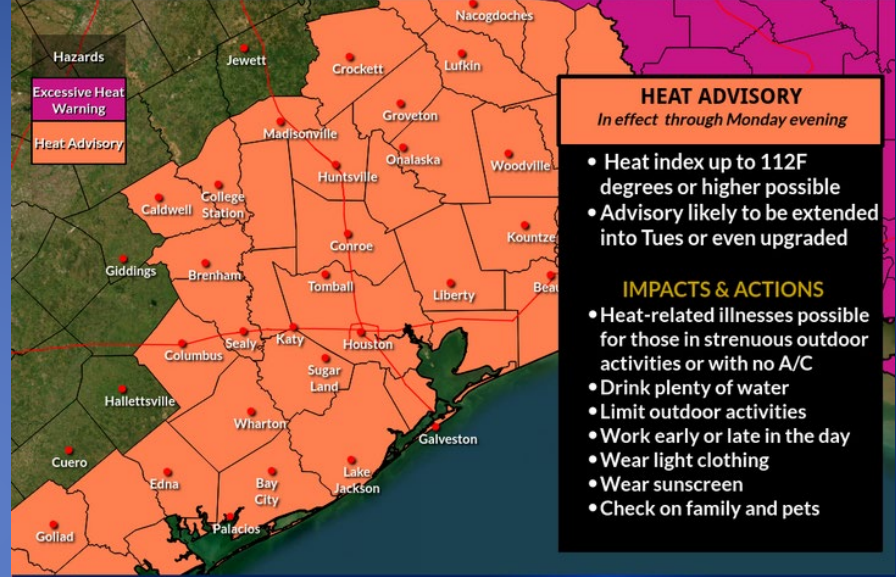 Hazards
Excessive Heat
Warning
Heat Advisory
Nacogdoches
Jewett
Crockett
Lufkin
Groveton
Madisonville
Onalaska
Woodville
Huntsville
College
Station
Caldwell
Kountze
Conroe
Giddings
Brenham
Tomball
Liberty
Beau
Sealy
Katy
Houston
Columbus
Sugar
Land
Hallettsville
Wharton
Galveston
Cuero
Edna
Bay
City
Lake
Jackson
Palacios
Goliad
HEAT ADVISORY
In effect through Monday evening
• Heat index up to 112F
degrees or higher possible
• Advisory likely to be extended
into Tues or even upgraded
IMPACTS & ACTIONS
• Heat-related illnesses possible
for those in strenuous outdoor
activities or with no A/C
• Drink plenty of water
• Limit outdoor activities
• Work early or late in the day
• Wear light clothing
• Wear sunscreen
• Check on family and pets